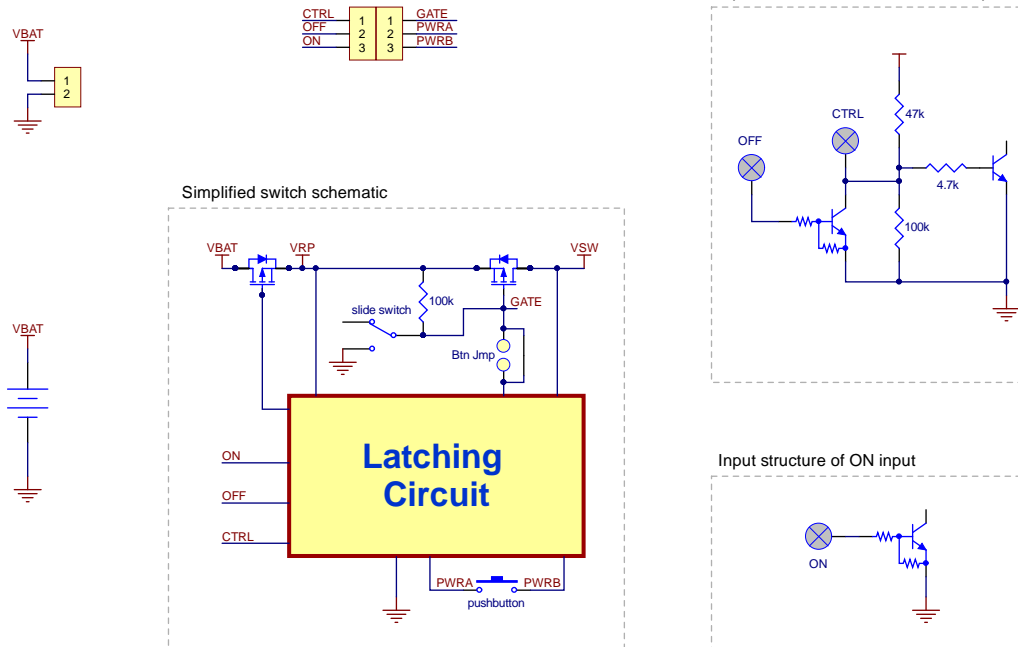 CTRL
OFF
ON
1
2
3
1
2
3
GATE
PWRA
PWRB
VBAT
1
2
47k
CTRL
OFF
4.7k
100k
Simplified switch schematic
VBAT
VRP
VSW
100k
slide switch
GATE
Btn Jmp
VBAT
Latching
Circuit
ON
OFF
CTRL
PWRA
PWRB
pushbutton
Input structure of ON input
ON